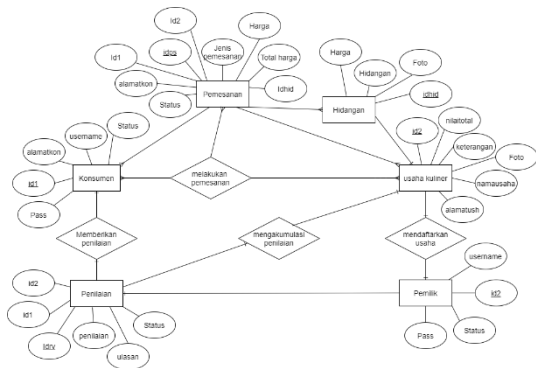 Id2
Harga
Id1
idps
Jenis
pemesanan
Total harga
alamatkon
Status
Pemesanan
Idhid
Harga
Hidangan
Foto
Hidangan
idhid
username
Status
alamatkon
id1
Konsumen
Pass
melakukan
pemesanan
id2
nilaitotal
keterangan
Foto
usaha kuliner
namausaha
alamatush
Memberikan
penilaian
mengakumulasi
penilaian
mendaftarkan
usaha
id2
id1
Idrv
Penilaian
penilaian
ulasan
Status
username
Pemilik
id2
Pass
Status